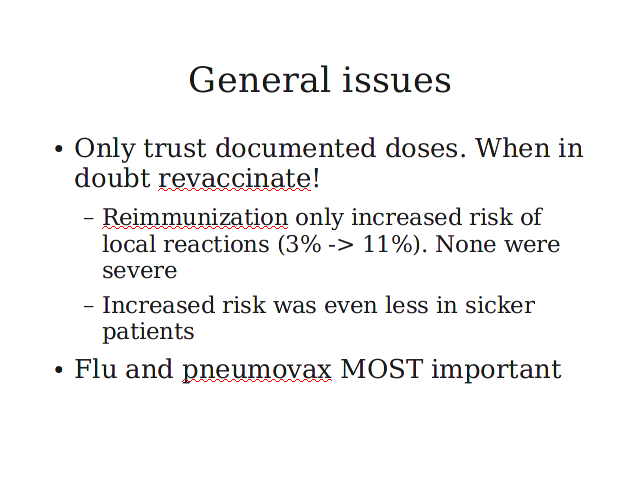 General issues
• Only trust documented doses. When in
doubt revaccinate!
– Reimmunization only increased risk of
local reactions (3% -> 11%). None were
severe
– Increased risk was even less in sicker
patients
• Flu and pneumovax MOST important